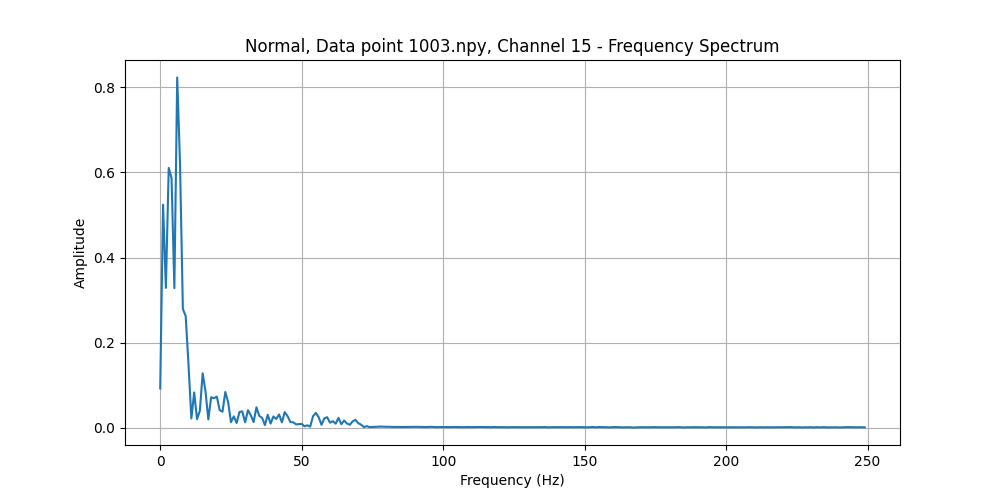 Normal, Data point 1003.npy, Channel 15 - Frequency Spectrum
Amplitude
0.8
0.6
0.4
0.2
0.0
0 50 100 150 200 250
Frequency (Hz)